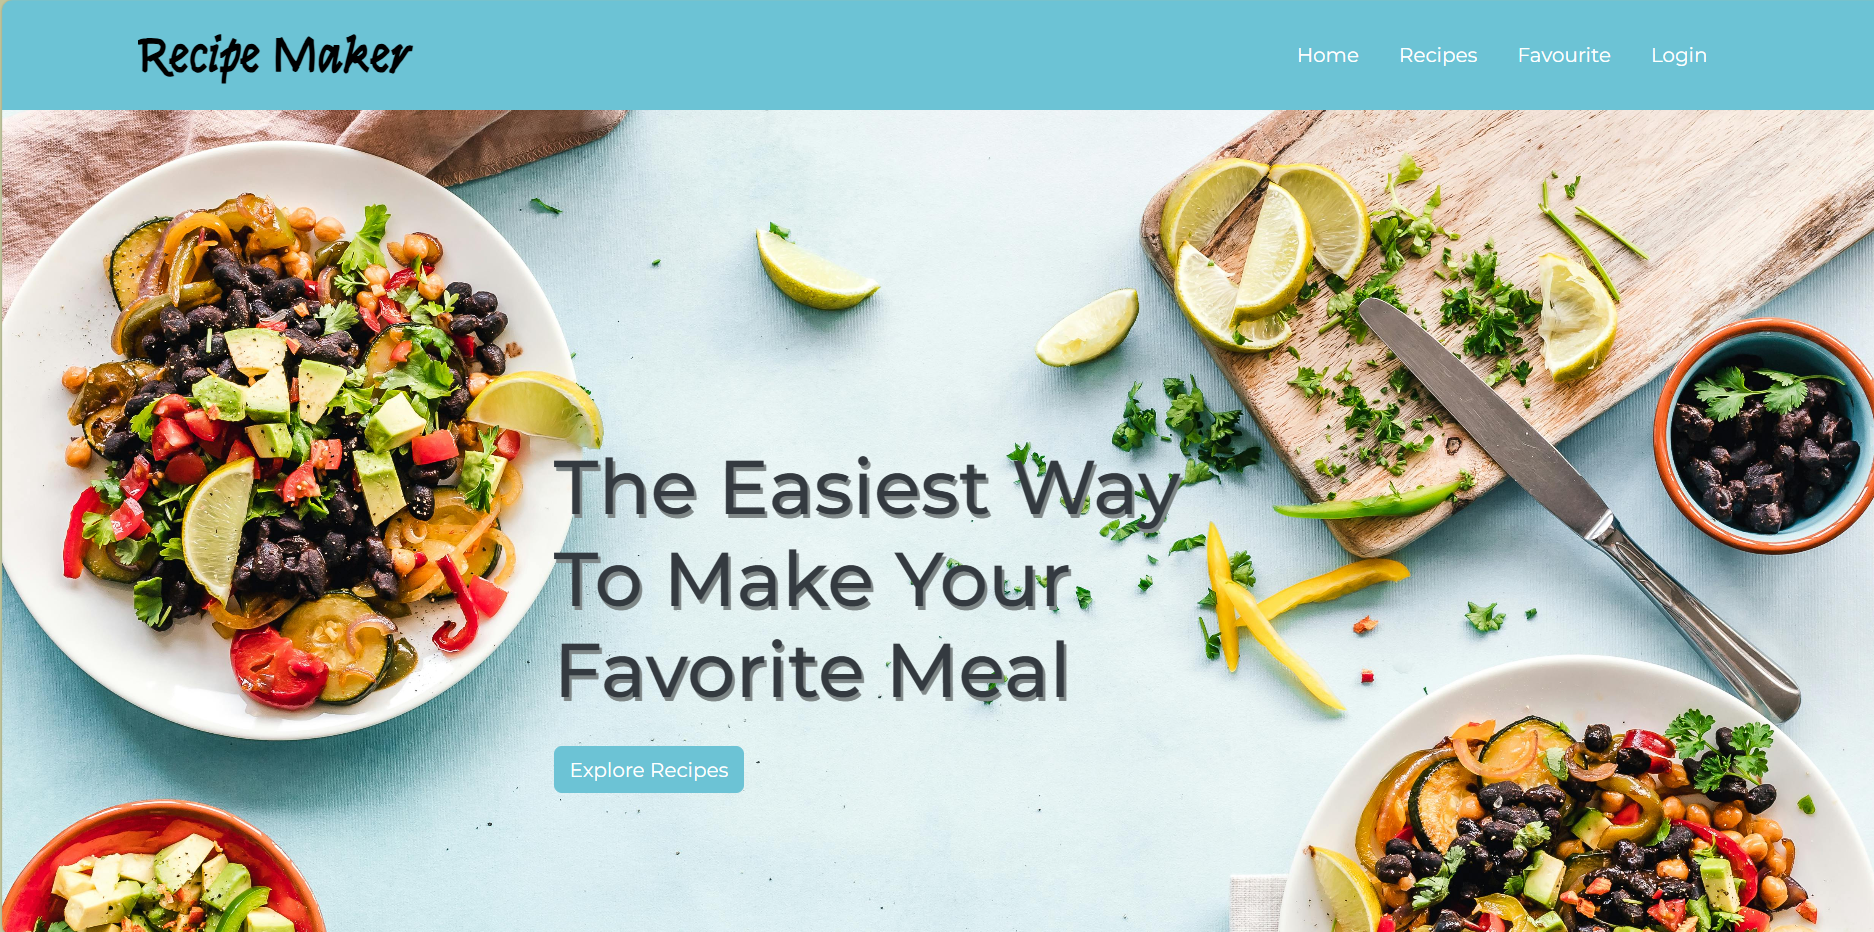 Recipe Maker
Home Recipes Favourite Login
The Easiest Way
To Make Your
Favorite Meal
Explore Recipes